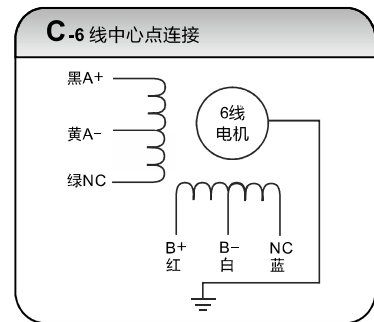 C-6 线中心点连接
黑A+
黄A-
绿NC
6线
电机
B+ B- NC
红 白 蓝